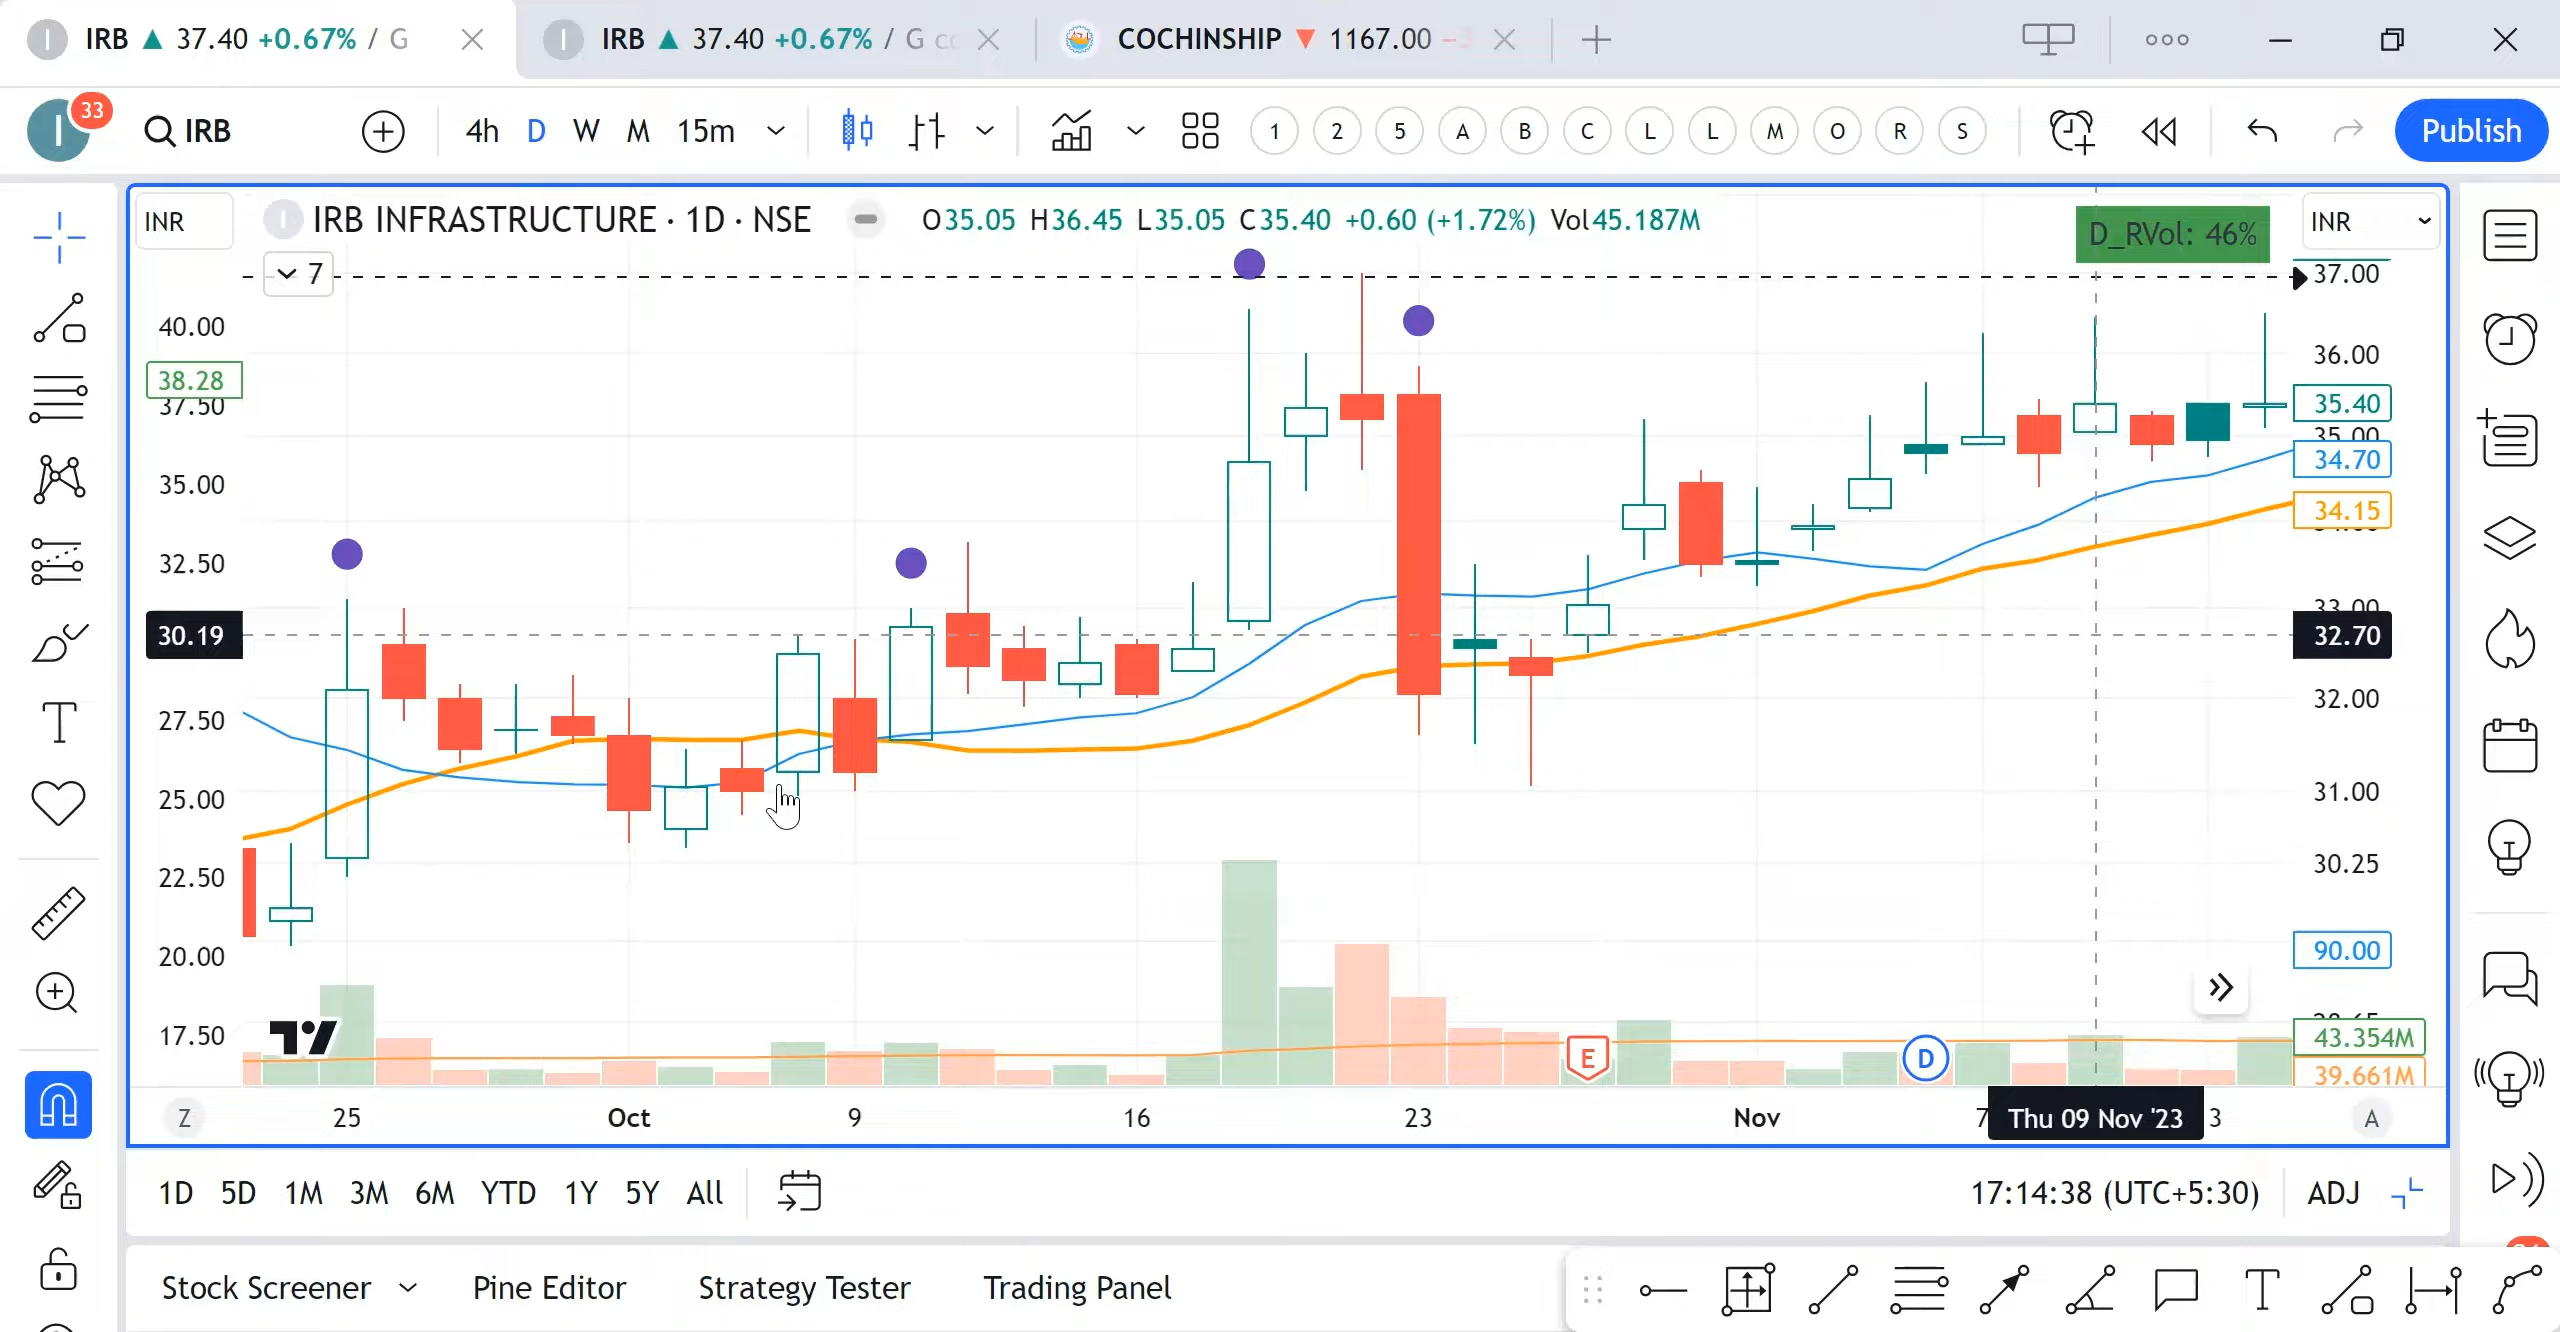 IRB 37.40 +0.67% / G
IRB 37.40 +0.67% / G
COCHINSHIP 1167.00
33
I
IRB
4h D W M 15m
1 2 5 A B C L L M O R S
Publish
INR
I IRB INFRASTRUCTURE · 1D · NSE
O35.05 H36.45 L35.05 C35.40 +0.60 (+1.72%) Vol45.187M
D_RVol: 46%
INR
7
40.00
38.28
37.50
35.00
32.50
30.19
27.50
25.00
22.50
20.00
17.50
37.00
36.00
35.40
35.00
34.70
34.15
33.00
32.70
32.00
31.00
30.25
90.00
43.354M
39.661M
E
D
Z 25 Oct 9 16 23 Nov 7 Thu 09 Nov '23 3 A
1D 5D 1M 3M 6M YTD 1Y 5Y All
17:14:38 (UTC+5:30) ADJ
Stock Screener Pine Editor Strategy Tester Trading Panel